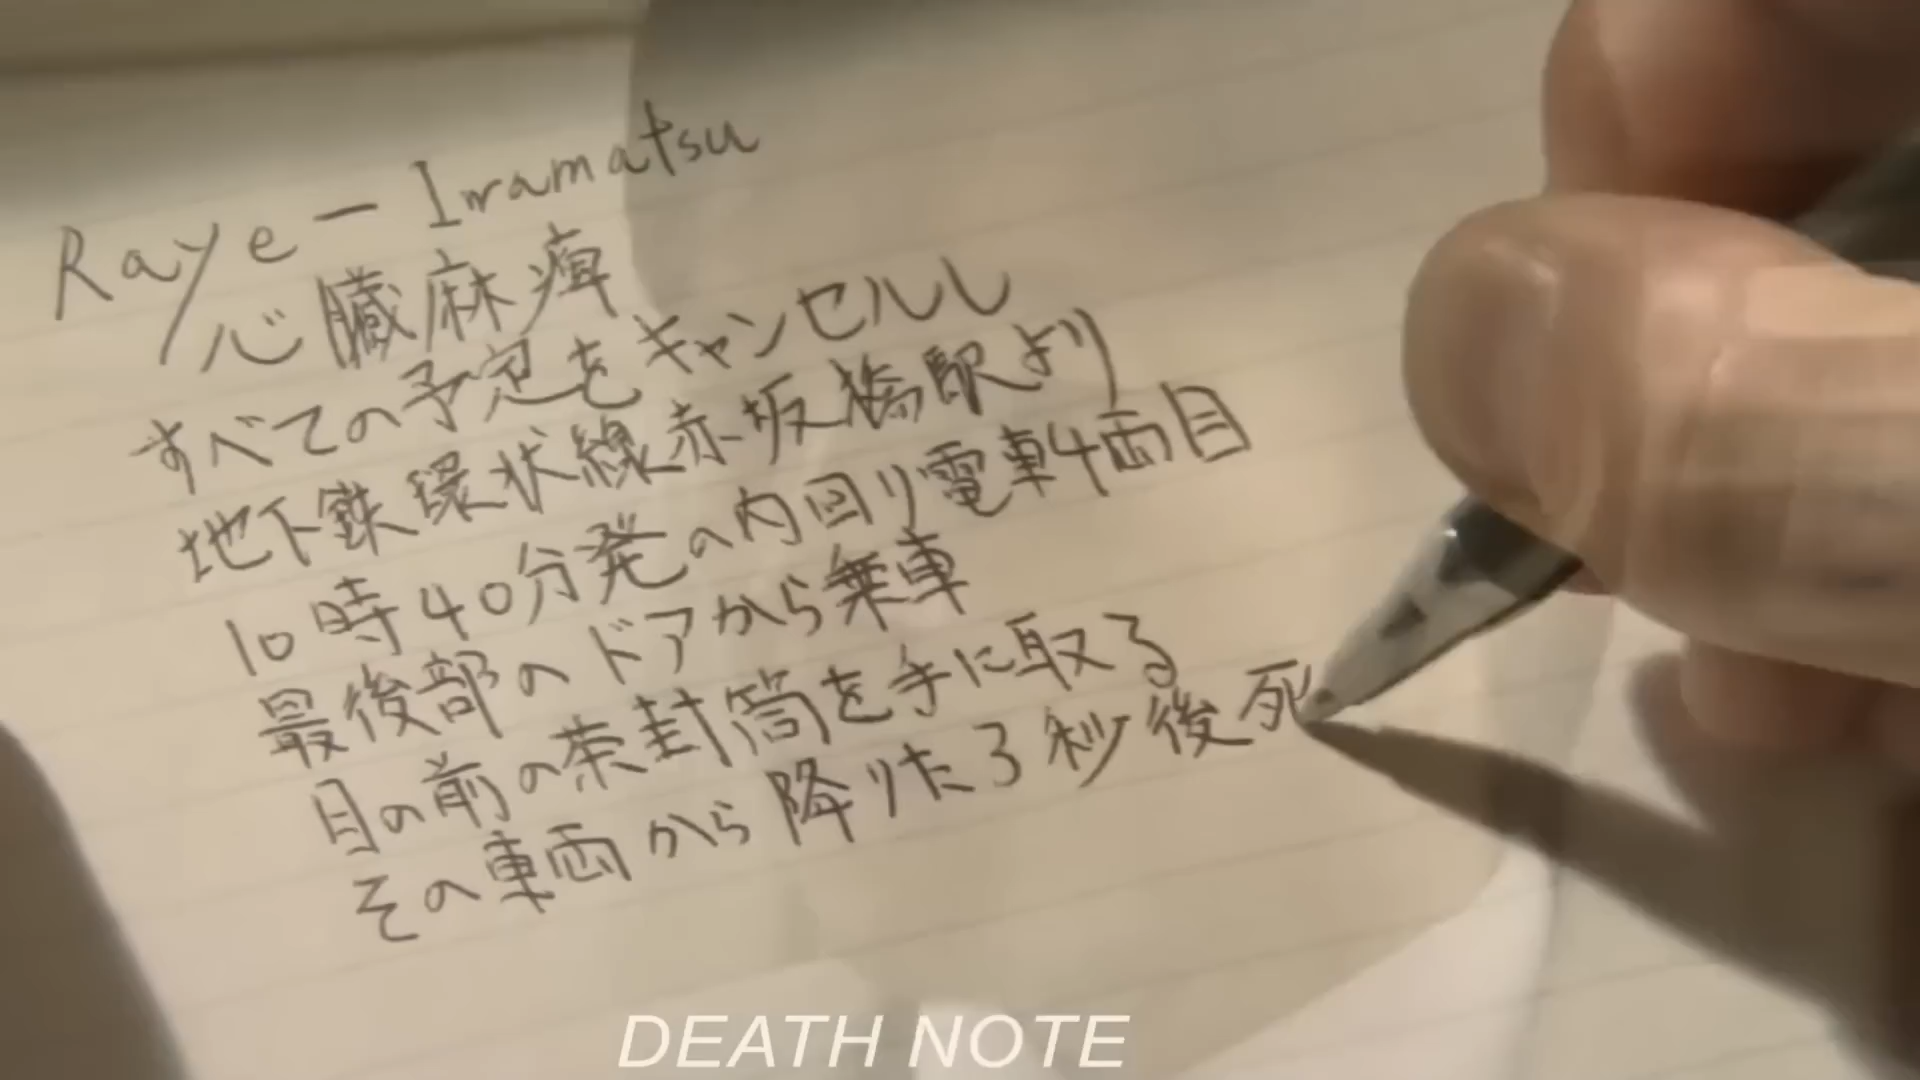 Raye - Iwamatsu
心臓麻痺
すべての予定をキャンセルし
地下鉄環状線赤坂橋駅より
10時40分発の内回り電車4両目
最後部のドアから乗車
目の前の茶封筒を手に取る
その車両から降りた3秒後死
DEATH NOTE